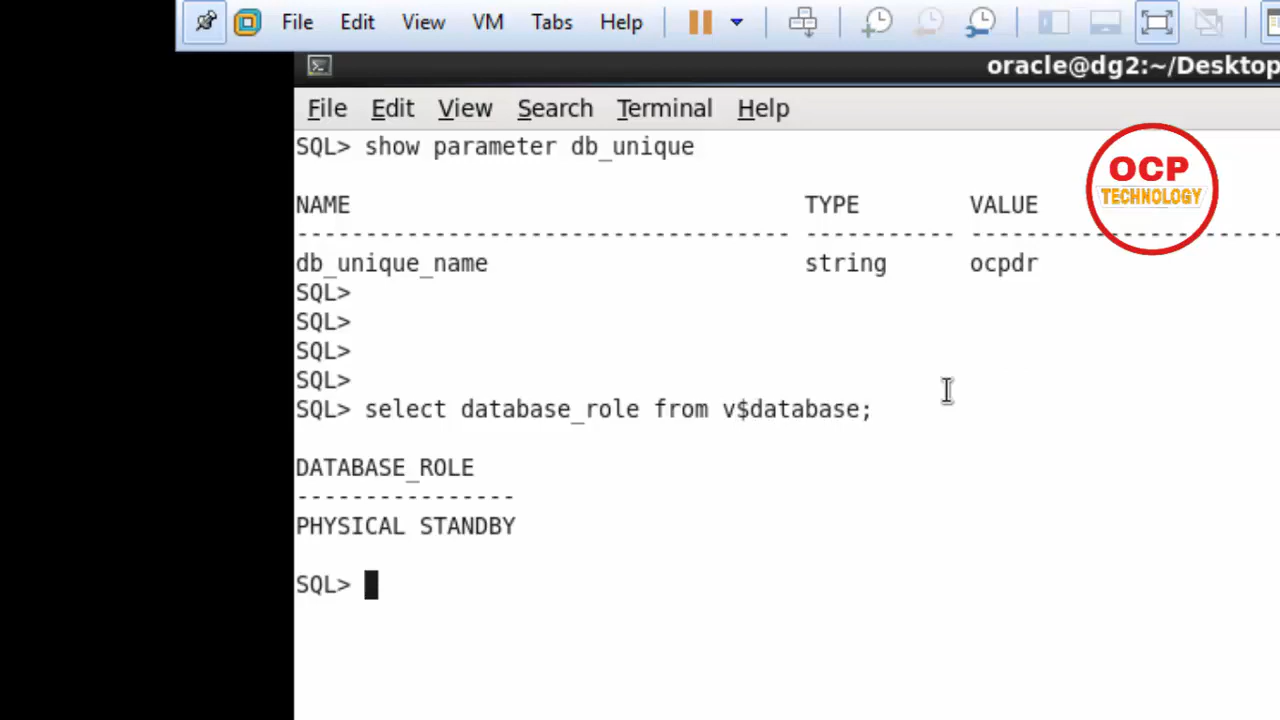 File Edit View VM Tabs Help
oracle@dg2:~/Desktop
File Edit View Search Terminal Help
SQL> show parameter db_unique
NAME TYPE VALUE
------------------------------------ ----------- ------------------------------
db_unique_name string ocpdr
SQL>
SQL>
SQL>
SQL>
SQL> select database_role from v$database;
DATABASE_ROLE
----------------
PHYSICAL STANDBY
SQL>
OCP
TECHNOLOGY